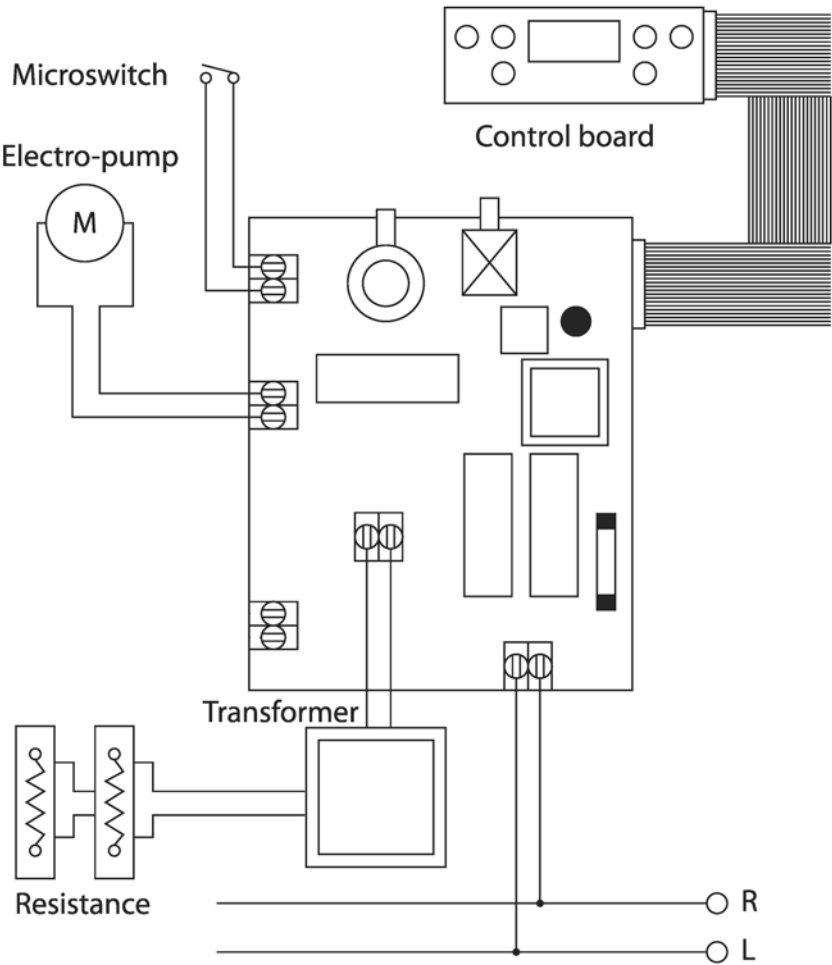 Microswitch
Control board
Electro-pump
M
Transformer
Resistance
R
L